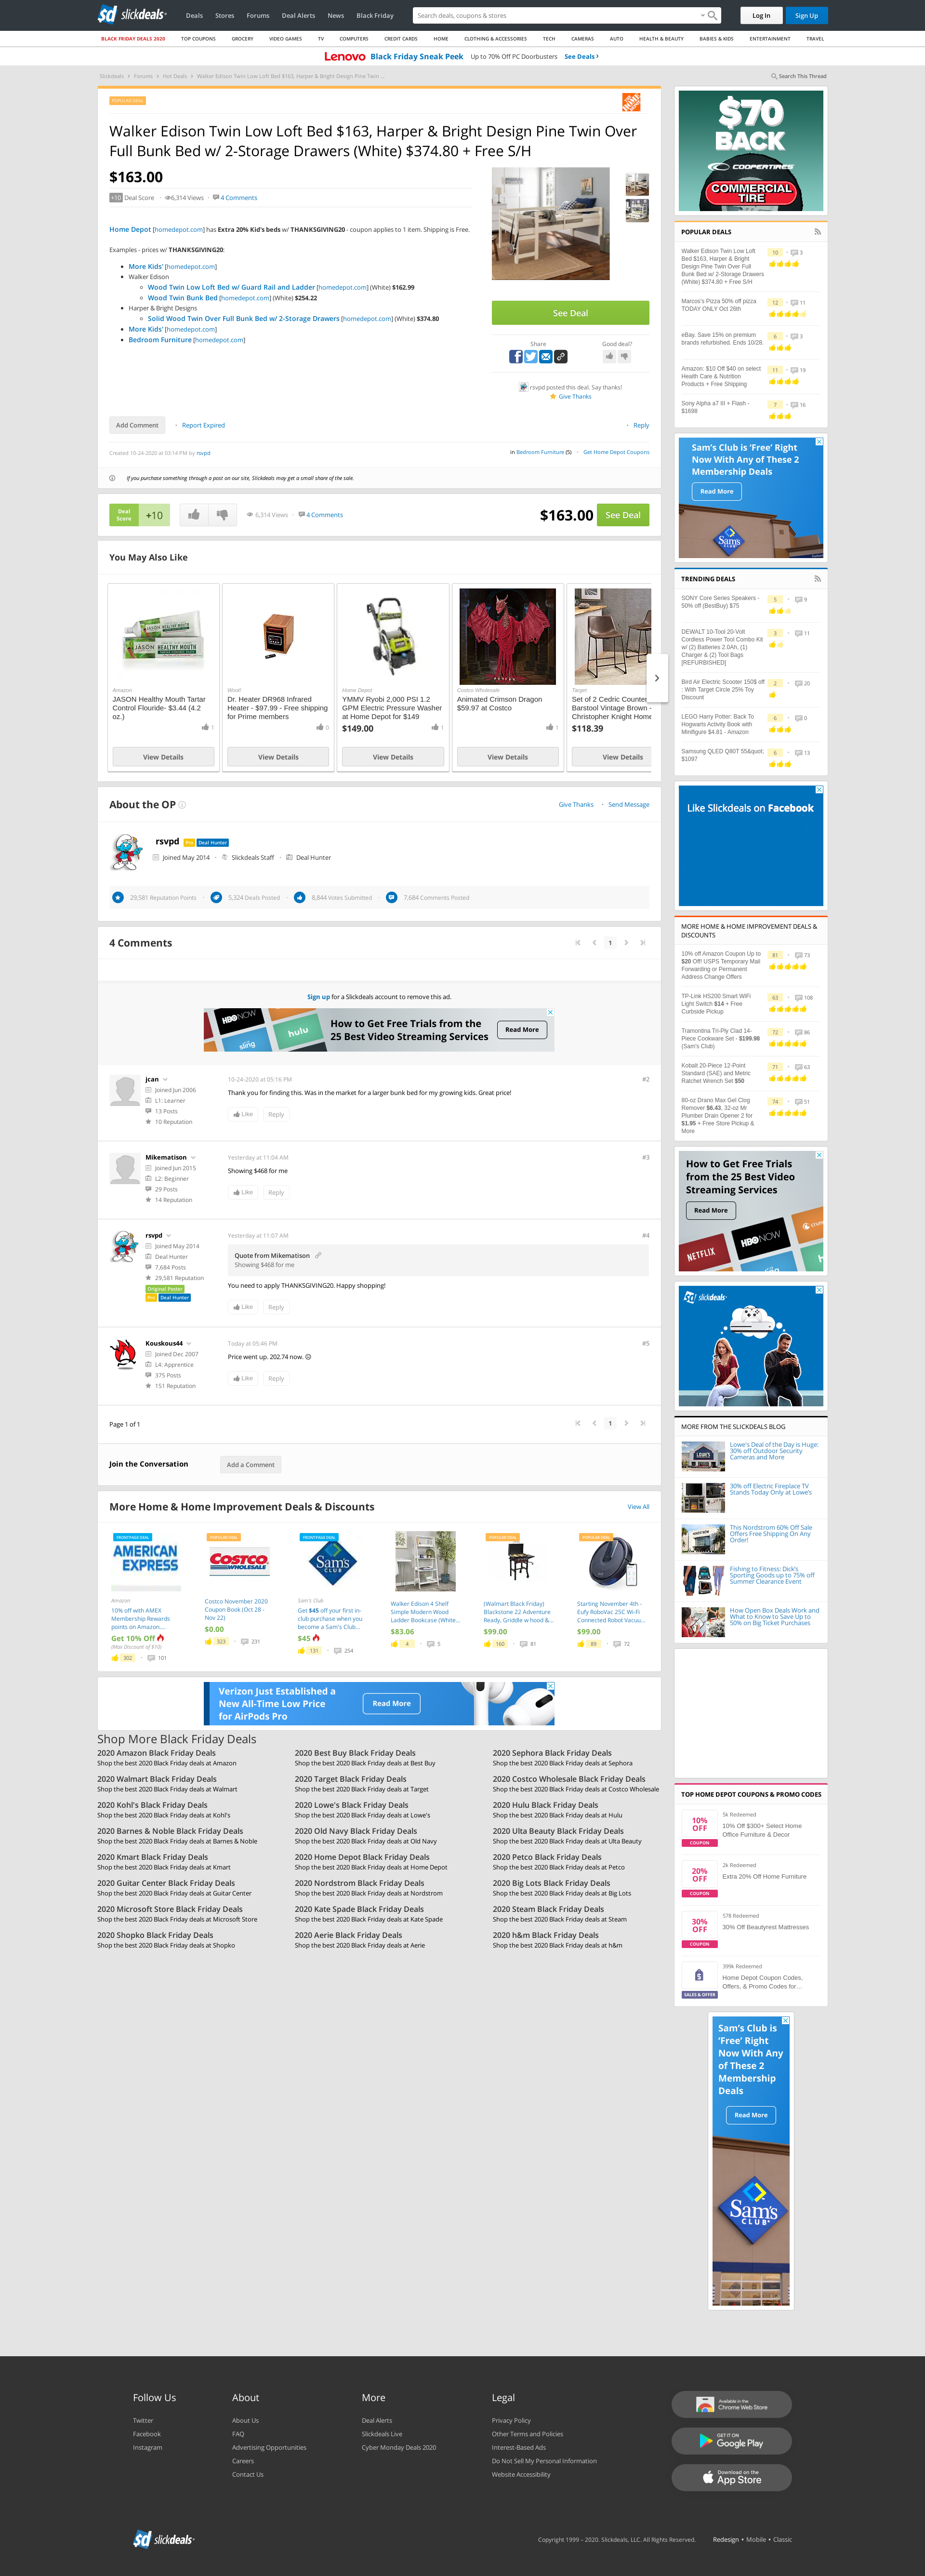 sd slickdeals
Deals Stores Forums Deal Alerts News Black Friday
Search deals, coupons & stores
Log In Sign Up
BLACK FRIDAY DEALS 2020 TOP COUPONS GROCERY VIDEO GAMES TV COMPUTERS CREDIT CARDS HOME CLOTHING & ACCESSORIES TECH CAMERAS AUTO HEALTH & BEAUTY BABIES & KIDS ENTERTAINMENT TRAVEL
Lenovo Black Friday Sneak Peek Up to 70% Off PC Doorbusters See Deals
Slickdeals Forums Hot Deals Walker Edison Twin Low Loft Bed $163, Harper & Bright Design Pine Twin ...
Search This Thread
POPULAR DEAL
Walker Edison Twin Low Loft Bed $163, Harper & Bright Design Pine Twin Over
Full Bunk Bed w/ 2-Storage Drawers (White) $374.80 + Free S/H
$163.00
+10 Deal Score 6,314 Views 4 Comments
Home Depot [homedepot.com] has Extra 20% Kid's beds w/ THANKSGIVING20 - coupon applies to 1 item. Shipping is Free.
Examples - prices w/ THANKSGIVING20:
More Kids' [homedepot.com]
Walker Edison
Wood Twin Low Loft Bed w/ Guard Rail and Ladder [homedepot.com] (White) $162.99
Wood Twin Bunk Bed [homedepot.com] (White) $254.22
Harper & Bright Designs
Solid Wood Twin Over Full Bunk Bed w/ 2-Storage Drawers [homedepot.com] (White) $374.80
More Kids' [homedepot.com]
Bedroom Furniture [homedepot.com]
See Deal
Share Good deal?
rsvpd posted this deal. Say thanks!
Give Thanks
Add Comment Report Expired Reply
Created 10-24-2020 at 02:14 PM by rsvpd
in Bedroom Furniture (5) Get Home Depot Coupons
If you purchase something through a post on our site, Slickdeals may get a small share of the sale.
Deal Score +10 6,314 Views 4 Comments $163.00 See Deal
You May Also Like
Amazon
JASON Healthy Mouth Tartar
Control Flouride- $3.44 (4.2
oz.)
1
View Details
Woot!
Dr. Heater DR968 Infrared
Heater - $97.99 - Free shipping
for Prime members
0
View Details
Home Depot
YMMV Ryobi 2,000 PSI 1.2
GPM Electric Pressure Washer
at Home Depot for $149
$149.00 1
View Details
Costco Wholesale
Animated Crimson Dragon
$59.97 at Costco
1
View Details
Target
Set of 2 Cedric Counter
Barstool Vintage Brown -
Christopher Knight Home
$118.39
View Details
About the OP
Give Thanks Send Message
rsvpd Pro Deal Hunter
Joined May 2014 Slickdeals Staff Deal Hunter
29,581 Reputation Points 5,324 Deals Posted 8,844 Votes Submitted 7,684 Comments Posted
4 Comments
1
Sign up for a Slickdeals account to remove this ad.
HBO NOW hulu
How to Get Free Trials from the
25 Best Video Streaming Services
Read More
jcan 10-24-2020 at 05:16 PM #2
Joined Jun 2006
L1: Learner
13 Posts
10 Reputation
Thank you for finding this. Was in the market for a larger bunk bed for my growing kids. Great price!
Like Reply
Mikematison Yesterday at 11:04 AM #3
Joined Jun 2015
L2: Beginner
29 Posts
14 Reputation
Showing $468 for me
Like Reply
rsvpd Yesterday at 11:07 AM #4
Joined May 2014
Deal Hunter
7,684 Posts
29,581 Reputation
Original Poster
Pro Deal Hunter
Quote from Mikematison
Showing $468 for me
You need to apply THANKSGIVING20. Happy shopping!
Like Reply
Kouskous44 Today at 05:46 PM #5
Joined Dec 2007
L4: Apprentice
375 Posts
151 Reputation
Price went up. 202.74 now.
Like Reply
Page 1 of 1 1
Join the Conversation Add a Comment
More Home & Home Improvement Deals & Discounts View All
FRONTPAGE DEAL
AMERICAN EXPRESS
Amazon
10% off with AMEX
Membership Rewards
points on Amazon...
Get 10% Off
(Max Discount of $10)
302 101
POPULAR DEAL
COSTCO WHOLESALE
Costco November 2020
Coupon Book (Oct 28 -
Nov 22)
$0.00
323 231
FRONTPAGE DEAL
Sam's CLUB
Sam's Club
Get $45 off your first in-
club purchase when you
become a Sam's Club...
$45
131 254
Walker Edison 4 Shelf
Simple Modern Wood
Ladder Bookcase (White...
$83.06
4 5
POPULAR DEAL
(Walmart Black Friday)
Blackstone 22 Adventure
Ready, Griddle w hood &...
$99.00
160 81
POPULAR DEAL
Starting November 4th -
Eufy RoboVac 25C Wi-Fi
Connected Robot Vacuu...
$99.00
89 72
Verizon Just Established a
New All-Time Low Price
for AirPods Pro
Read More
Shop More Black Friday Deals
2020 Amazon Black Friday Deals
Shop the best 2020 Black Friday deals at Amazon
2020 Best Buy Black Friday Deals
Shop the best 2020 Black Friday deals at Best Buy
2020 Sephora Black Friday Deals
Shop the best 2020 Black Friday deals at Sephora
2020 Walmart Black Friday Deals
Shop the best 2020 Black Friday deals at Walmart
2020 Target Black Friday Deals
Shop the best 2020 Black Friday deals at Target
2020 Costco Wholesale Black Friday Deals
Shop the best 2020 Black Friday deals at Costco Wholesale
2020 Kohl's Black Friday Deals
Shop the best 2020 Black Friday deals at Kohl's
2020 Lowe's Black Friday Deals
Shop the best 2020 Black Friday deals at Lowe's
2020 Hulu Black Friday Deals
Shop the best 2020 Black Friday deals at Hulu
2020 Barnes & Noble Black Friday Deals
Shop the best 2020 Black Friday deals at Barnes & Noble
2020 Old Navy Black Friday Deals
Shop the best 2020 Black Friday deals at Old Navy
2020 Ulta Beauty Black Friday Deals
Shop the best 2020 Black Friday deals at Ulta Beauty
2020 Kmart Black Friday Deals
Shop the best 2020 Black Friday deals at Kmart
2020 Home Depot Black Friday Deals
Shop the best 2020 Black Friday deals at Home Depot
2020 Petco Black Friday Deals
Shop the best 2020 Black Friday deals at Petco
2020 Guitar Center Black Friday Deals
Shop the best 2020 Black Friday deals at Guitar Center
2020 Nordstrom Black Friday Deals
Shop the best 2020 Black Friday deals at Nordstrom
2020 Big Lots Black Friday Deals
Shop the best 2020 Black Friday deals at Big Lots
2020 Microsoft Store Black Friday Deals
Shop the best 2020 Black Friday deals at Microsoft Store
2020 Kate Spade Black Friday Deals
Shop the best 2020 Black Friday deals at Kate Spade
2020 Steam Black Friday Deals
Shop the best 2020 Black Friday deals at Steam
2020 Shopko Black Friday Deals
Shop the best 2020 Black Friday deals at Shopko
2020 Aerie Black Friday Deals
Shop the best 2020 Black Friday deals at Aerie
2020 h&m Black Friday Deals
Shop the best 2020 Black Friday deals at h&m
$70
BACK
COOPERTIRES
COMMERCIAL
TIRE
POPULAR DEALS
Walker Edison Twin Low Loft
Bed $163, Harper & Bright
Design Pine Twin Over Full
Bunk Bed w/ 2-Storage Drawers
(White) $374.80 + Free S/H
10 3
Marcos's Pizza 50% off pizza
TODAY ONLY Oct 26th
12 11
eBay. Save 15% on premium
brands refurbished. Ends 10/28.
6 3
Amazon: $10 Off $40 on select
Health Care & Nutrition
Products + Free Shipping
11 19
Sony Alpha a7 III + Flash -
$1698
7 16
Sam's Club is 'Free' Right
Now With Any of These 2
Membership Deals
Read More
TRENDING DEALS
SONY Core Series Speakers -
50% off (BestBuy) $75
5 9
DEWALT 10-Tool 20-Volt
Cordless Power Tool Combo Kit
w/ (2) Batteries 2.0Ah, (1)
Charger & (2) Tool Bags
[REFURBISHED]
3 11
Bird Air Electric Scooter 150$ off
: With Target Circle 25% Toy
Discount
2 20
LEGO Harry Potter: Back To
Hogwarts Activity Book with
Minifigure $4.81 - Amazon
6 0
Samsung QLED Q80T 55&quot;
$1097
6 13
Like Slickdeals on Facebook
MORE HOME & HOME IMPROVEMENT DEALS &
DISCOUNTS
10% off Amazon Coupon Up to
$20 Off! USPS Temporary Mail
Forwarding or Permanent
Address Change Offers
81 73
TP-Link HS200 Smart WiFi
Light Switch $14 + Free
Curbside Pickup
63 108
Tramontina Tri-Ply Clad 14-
Piece Cookware Set - $199.98
(Sam's Club)
72 86
Kobalt 20-Piece 12-Point
Standard (SAE) and Metric
Ratchet Wrench Set $50
71 63
80-oz Drano Max Gel Clog
Remover $6.43, 32-oz Mr
Plumber Drain Opener 2 for
$1.95 + Free Store Pickup &
More
74 51
How to Get Free Trials
from the 25 Best Video
Streaming Services
Read More
NETFLIX HBO NOW
slickdeals
MORE FROM THE SLICKDEALS BLOG
Lowe's Deal of the Day is Huge:
30% off Outdoor Security
Cameras and More
30% off Electric Fireplace TV
Stands Today Only at Lowe's
This Nordstrom 60% Off Sale
Offers Free Shipping On Any
Order!
Fishing to Fitness: Dick's
Sporting Goods up to 75% off
Summer Clearance Event
How Open Box Deals Work and
What to Know to Save Up to
50% on Big Ticket Purchases
TOP HOME DEPOT COUPONS & PROMO CODES
10% OFF COUPON
5k Redeemed
10% Off $300+ Select Home
Office Furniture & Decor
20% OFF COUPON
2k Redeemed
Extra 20% Off Home Furniture
30% OFF COUPON
578 Redeemed
30% Off Beautyrest Mattresses
SALES & OFFER
399k Redeemed
Home Depot Coupon Codes,
Offers, & Promo Codes for...
Sam's Club is
'Free' Right
Now With Any
of These 2
Membership
Deals
Read More
Sam's CLUB
Follow Us
Twitter
Facebook
Instagram
About
About Us
FAQ
Advertising Opportunities
Careers
Contact Us
More
Deal Alerts
Slickdeals Live
Cyber Monday Deals 2020
Legal
Privacy Policy
Other Terms and Policies
Interest-Based Ads
Do Not Sell My Personal Information
Website Accessibility
Available in the
Chrome Web Store
GET IT ON
Google Play
Download on the
App Store
sd slickdeals
Copyright 1999 - 2020. Slickdeals, LLC. All Rights Reserved. Redesign • Mobile • Classic